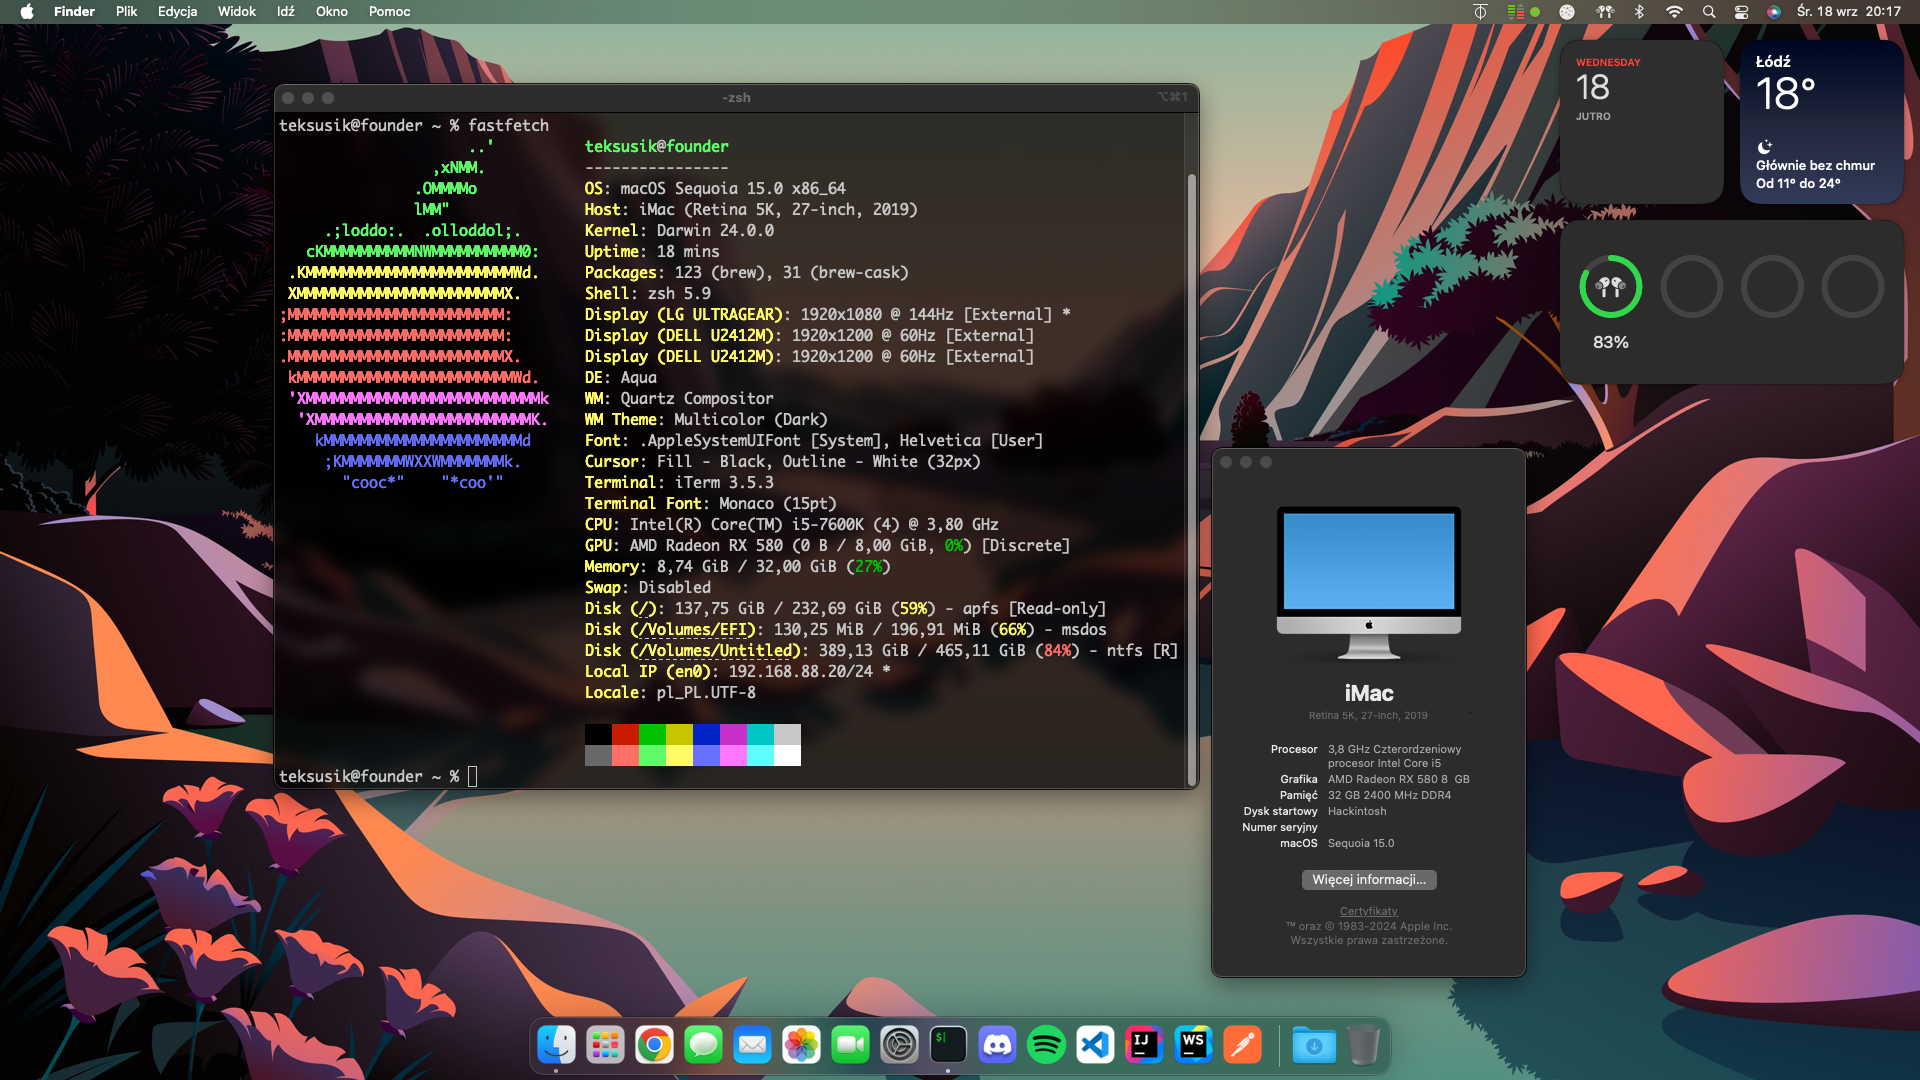 Finder Plik Edycja Widok Idź Okno Pomoc
Śr. 18 wrz 20:17
-zsh
⌥⌘1
teksusik@founder ~ % fastfetch
..'
,xNMM.
.OMMMMo
lMM"
.;loddo:. .olloddol;.
cKMMMMMMMMMMNWMMMMMMMMMM0:
.KMMMMMMMMMMMMMMMMMMMMMMMWd.
XMMMMMMMMMMMMMMMMMMMMMMMX.
;MMMMMMMMMMMMMMMMMMMMMMMM:
:MMMMMMMMMMMMMMMMMMMMMMMM:
.MMMMMMMMMMMMMMMMMMMMMMMMX.
kMMMMMMMMMMMMMMMMMMMMMMMMWd.
'XMMMMMMMMMMMMMMMMMMMMMMMMMMk
'XMMMMMMMMMMMMMMMMMMMMMMMMK.
kMMMMMMMMMMMMMMMMMMMMMMd
;KMMMMMMMWXXWMMMMMMMk.
"cooc*" "*coo'"
teksusik@founder
----------------
OS: macOS Sequoia 15.0 x86_64
Host: iMac (Retina 5K, 27-inch, 2019)
Kernel: Darwin 24.0.0
Uptime: 18 mins
Packages: 123 (brew), 31 (brew-cask)
Shell: zsh 5.9
Display (LG ULTRAGEAR): 1920x1080 @ 144Hz [External] *
Display (DELL U2412M): 1920x1200 @ 60Hz [External]
Display (DELL U2412M): 1920x1200 @ 60Hz [External]
DE: Aqua
WM: Quartz Compositor
WM Theme: Multicolor (Dark)
Font: .AppleSystemUIFont [System], Helvetica [User]
Cursor: Fill - Black, Outline - White (32px)
Terminal: iTerm 3.5.3
Terminal Font: Monaco (15pt)
CPU: Intel(R) Core(TM) i5-7600K (4) @ 3,80 GHz
GPU: AMD Radeon RX 580 (0 B / 8,00 GiB, 0%) [Discrete]
Memory: 8,74 GiB / 32,00 GiB (27%)
Swap: Disabled
Disk (/): 137,75 GiB / 232,69 GiB (59%) - apfs [Read-only]
Disk (/Volumes/EFI): 130,25 MiB / 196,91 MiB (66%) - msdos
Disk (/Volumes/Untitled): 389,13 GiB / 465,11 GiB (84%) - ntfs [R]
Local IP (en0): 192.168.88.20/24 *
Locale: pl_PL.UTF-8
teksusik@founder ~ %
WEDNESDAY
18
JUTRO
Łódź
18°
Głównie bez chmur
Od 11° do 24°
83%
iMac
Retina 5K, 27-inch, 2019
Procesor 3,8 GHz Czterordzeniowy
procesor Intel Core i5
Grafika AMD Radeon RX 580 8 GB
Pamięć 32 GB 2400 MHz DDR4
Dysk startowy Hackintosh
Numer seryjny
macOS Sequoia 15.0
Więcej informacji...
Certyfikaty
™ oraz © 1983-2024 Apple Inc.
Wszystkie prawa zastrzeżone.
$
IJ
WS